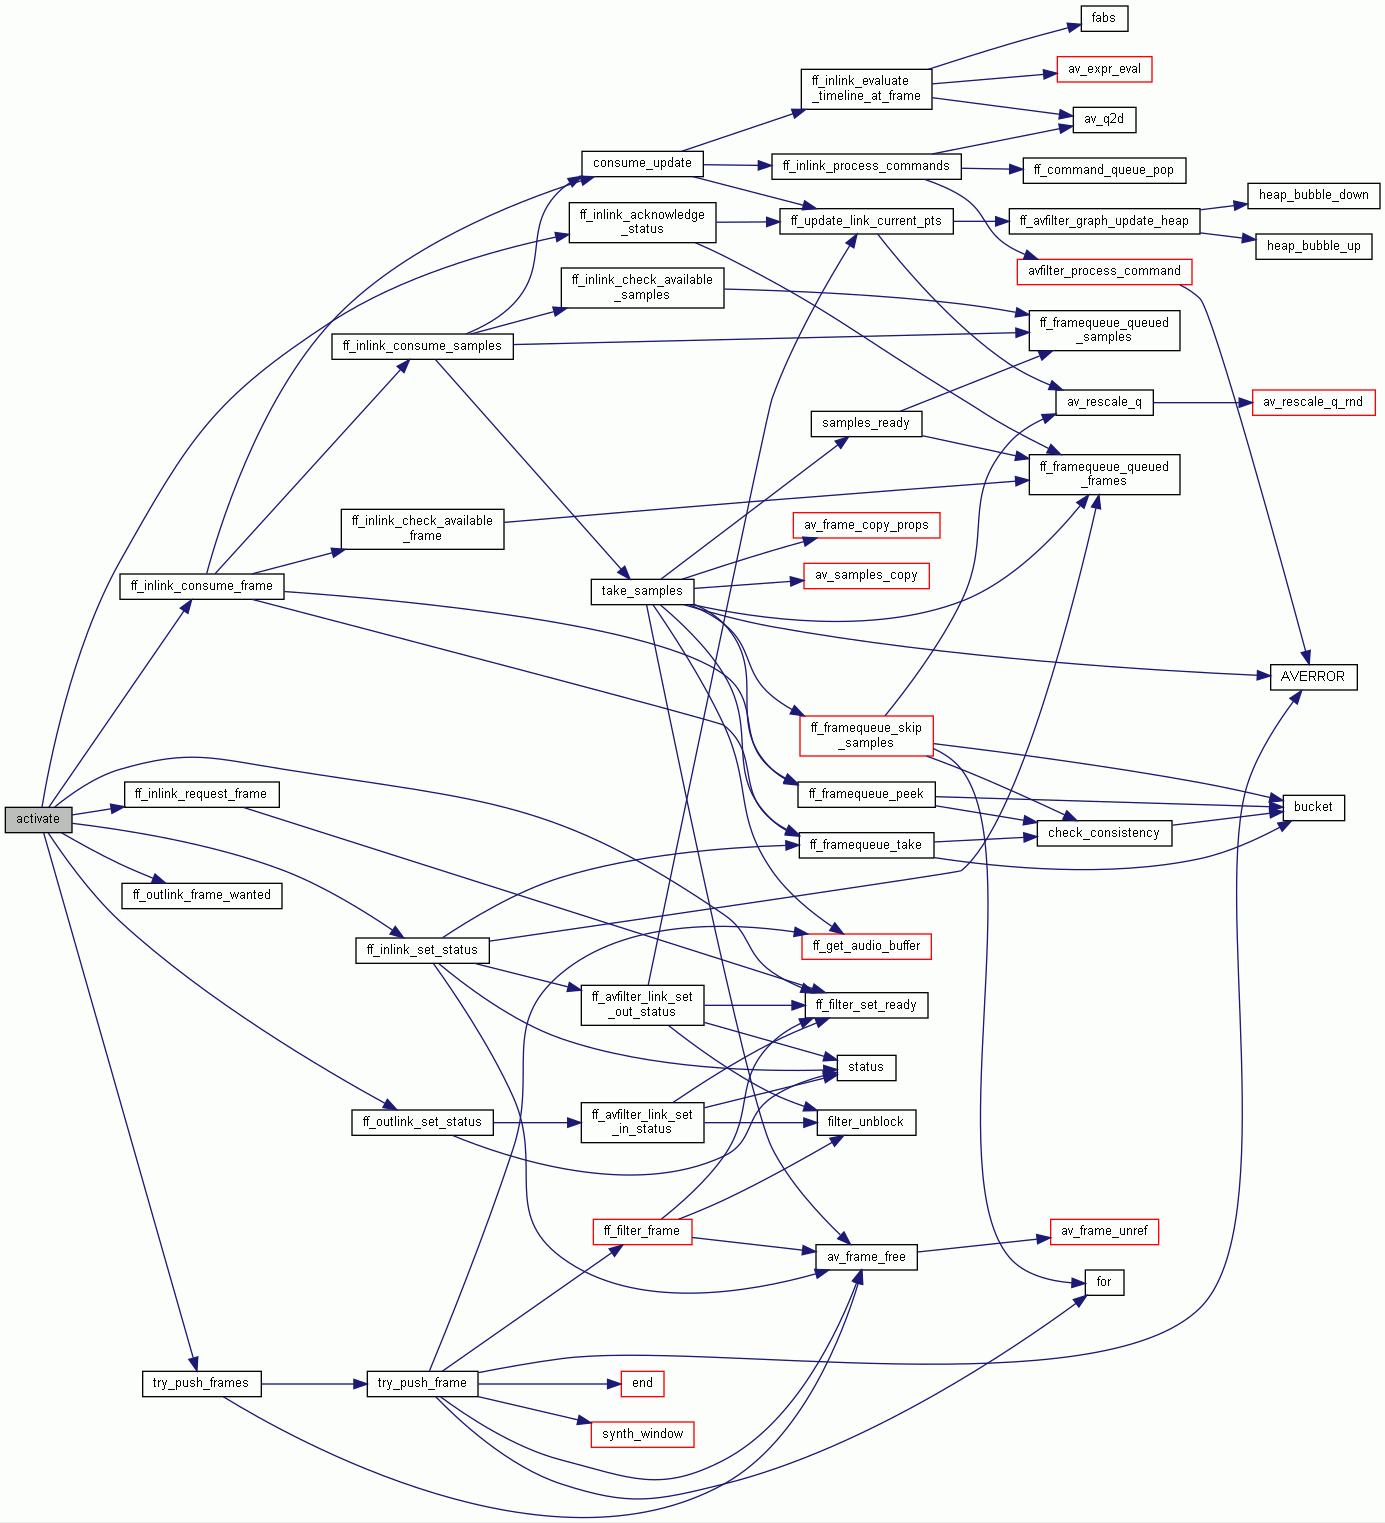 fabs
av_expr_eval
ff_inlink_evaluate
_timeline_at_frame
av_q2d
consume_update
ff_inlink_process_commands
ff_command_queue_pop
heap_bubble_down
ff_inlink_acknowledge
_status
ff_update_link_current_pts
ff_avfilter_graph_update_heap
heap_bubble_up
avfilter_process_command
ff_inlink_check_available
_samples
ff_framequeue_queued
_samples
ff_inlink_consume_samples
av_rescale_q
av_rescale_q_rnd
samples_ready
ff_framequeue_queued
_frames
ff_inlink_check_available
_frame
av_frame_copy_props
av_samples_copy
ff_inlink_consume_frame
take_samples
AVERROR
ff_framequeue_skip
_samples
ff_inlink_request_frame
ff_framequeue_peek
bucket
activate
check_consistency
ff_framequeue_take
ff_outlink_frame_wanted
ff_inlink_set_status
ff_get_audio_buffer
ff_avfilter_link_set
_out_status
ff_filter_set_ready
status
ff_outlink_set_status
ff_avfilter_link_set
_in_status
filter_unblock
ff_filter_frame
av_frame_free
av_frame_unref
for
try_push_frames
try_push_frame
end
synth_window